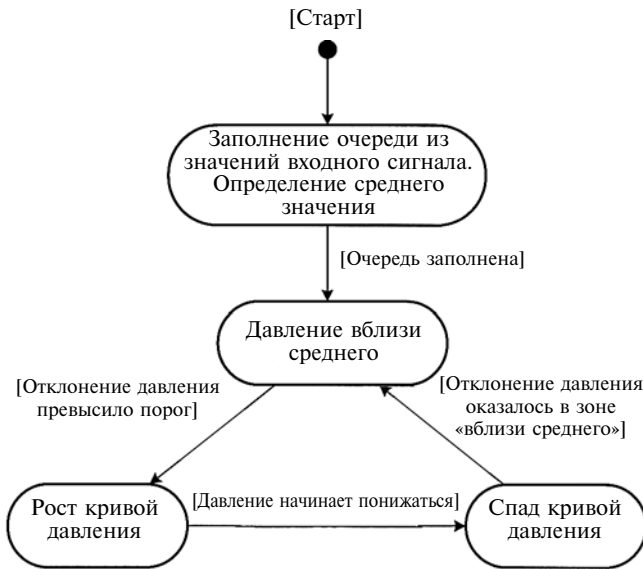 [Старт]
Заполнение очереди из
значений входного сигнала.
Определение среднего
значения
[Очередь заполнена]
Давление вблизи
среднего
[Отклонение давления
превысило порог]
[Отклонение давления
оказалось в зоне
«вблизи среднего»]
Рост кривой
давления
[Давление начинает понижаться]
Спад кривой
давления